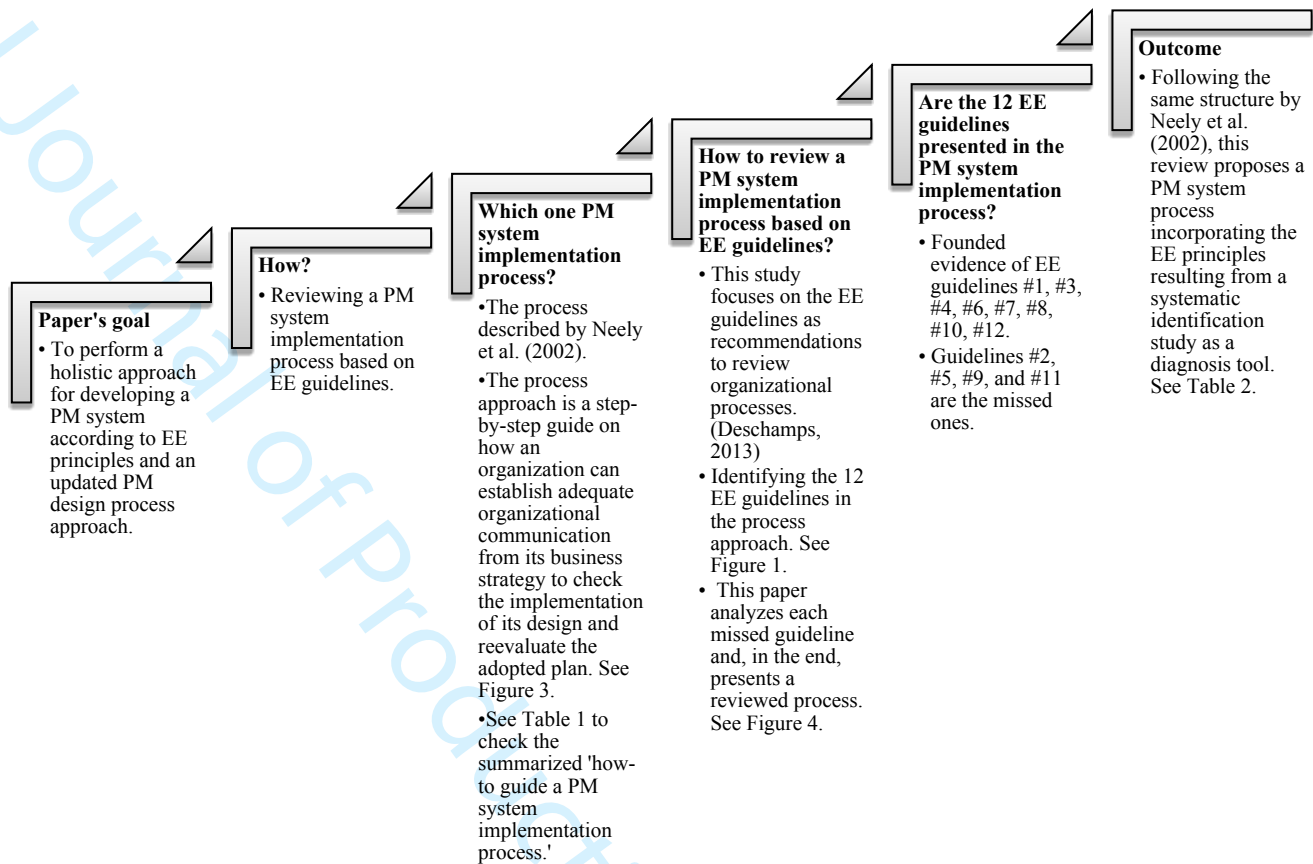 Paper's goal
• To perform a
holistic approach
for developing a
PM system
according to EE
principles and an
updated PM
design process
approach.
How?
• Reviewing a PM
system
implementation
process based on
EE guidelines.
Which one PM
system
implementation
process?
•The process
described by Neely
et al. (2002).
•The process
approach is a step-
by-step guide on
how an
organization can
establish adequate
organizational
communication
from its business
strategy to check
the implementation
of its design and
reevaluate the
adopted plan. See
Figure 3.
•See Table 1 to
check the
summarized 'how-
to guide a PM
system
implementation
process.'
How to review a
PM system
implementation
process based on
EE guidelines?
• This study
focuses on the EE
guidelines as
recommendations
to review
organizational
processes.
(Deschamps,
2013)
• Identifying the 12
EE guidelines in
the process
approach. See
Figure 1.
• This paper
analyzes each
missed guideline
and, in the end,
presents a
reviewed process.
See Figure 4.
Are the 12 EE
guidelines
presented in the
PM system
implementation
process?
• Founded
evidence of EE
guidelines #1, #3,
#4, #6, #7, #8,
#10, #12.
• Guidelines #2,
#5, #9, and #11
are the missed
ones.
Outcome
• Following the
same structure by
Neely et al.
(2002), this
review proposes a
PM system
process
incorporating the
EE principles
resulting from a
systematic
identification
study as a
diagnosis tool.
See Table 2.
Journal of Product